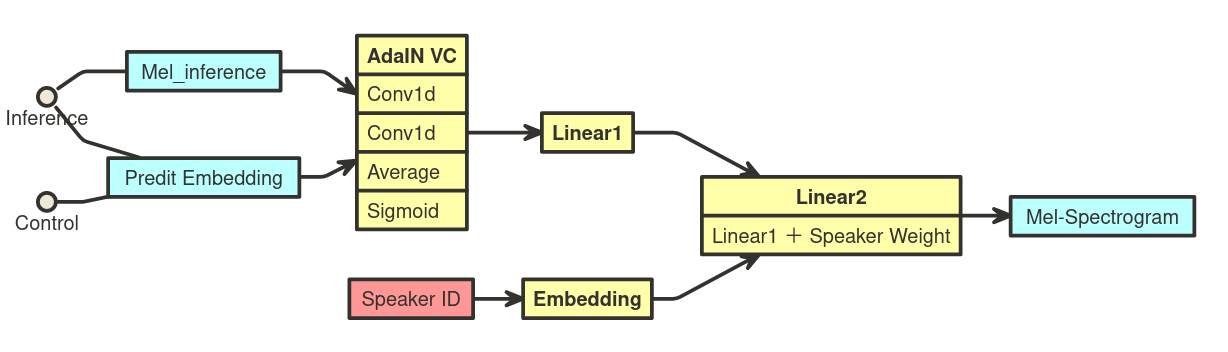 Inference
Control
Mel_inference
Predit Embedding
AdaIN VC
Conv1d
Conv1d
Average
Sigmoid
Speaker ID
Linear1
Embedding
Linear2
Linear1 + Speaker Weight
Mel-Spectrogram